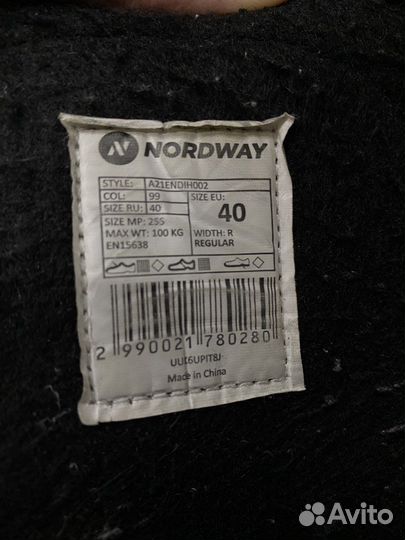 NORDWAY
STYLE: A21ENDIH002
COL: 99
SIZE RU: 40
SIZE MP: 255
MAX WT: 100 KG
EN15638
SIZE EU:
40
WIDTH: R
REGULAR
2 990021 780280
Made in China
Avito